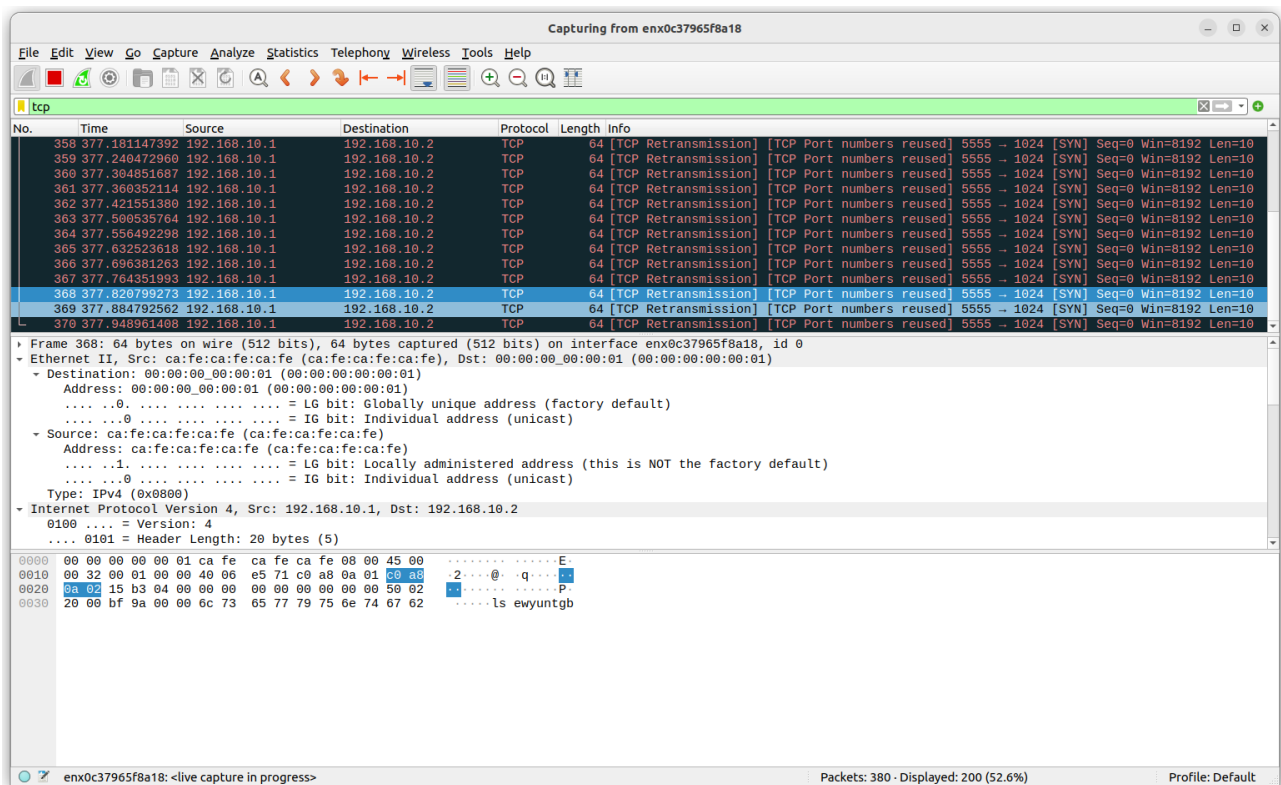 Capturing from enx0c37965f8a18
File Edit View Go Capture Analyze Statistics Telephony Wireless Tools Help
tcp
No. Time Source Destination Protocol Length Info
358 377.181147392 192.168.10.1 192.168.10.2 TCP 64 [TCP Retransmission] [TCP Port numbers reused] 5555 → 1024 [SYN] Seq=0 Win=8192 Len=10
359 377.240472960 192.168.10.1 192.168.10.2 TCP 64 [TCP Retransmission] [TCP Port numbers reused] 5555 → 1024 [SYN] Seq=0 Win=8192 Len=10
360 377.304851687 192.168.10.1 192.168.10.2 TCP 64 [TCP Retransmission] [TCP Port numbers reused] 5555 → 1024 [SYN] Seq=0 Win=8192 Len=10
361 377.360352114 192.168.10.1 192.168.10.2 TCP 64 [TCP Retransmission] [TCP Port numbers reused] 5555 → 1024 [SYN] Seq=0 Win=8192 Len=10
362 377.421551380 192.168.10.1 192.168.10.2 TCP 64 [TCP Retransmission] [TCP Port numbers reused] 5555 → 1024 [SYN] Seq=0 Win=8192 Len=10
363 377.500535764 192.168.10.1 192.168.10.2 TCP 64 [TCP Retransmission] [TCP Port numbers reused] 5555 → 1024 [SYN] Seq=0 Win=8192 Len=10
364 377.556492298 192.168.10.1 192.168.10.2 TCP 64 [TCP Retransmission] [TCP Port numbers reused] 5555 → 1024 [SYN] Seq=0 Win=8192 Len=10
365 377.632523618 192.168.10.1 192.168.10.2 TCP 64 [TCP Retransmission] [TCP Port numbers reused] 5555 → 1024 [SYN] Seq=0 Win=8192 Len=10
366 377.696381263 192.168.10.1 192.168.10.2 TCP 64 [TCP Retransmission] [TCP Port numbers reused] 5555 → 1024 [SYN] Seq=0 Win=8192 Len=10
367 377.764351993 192.168.10.1 192.168.10.2 TCP 64 [TCP Retransmission] [TCP Port numbers reused] 5555 → 1024 [SYN] Seq=0 Win=8192 Len=10
368 377.820799273 192.168.10.1 192.168.10.2 TCP 64 [TCP Retransmission] [TCP Port numbers reused] 5555 → 1024 [SYN] Seq=0 Win=8192 Len=10
369 377.884792562 192.168.10.1 192.168.10.2 TCP 64 [TCP Retransmission] [TCP Port numbers reused] 5555 → 1024 [SYN] Seq=0 Win=8192 Len=10
370 377.948961408 192.168.10.1 192.168.10.2 TCP 64 [TCP Retransmission] [TCP Port numbers reused] 5555 → 1024 [SYN] Seq=0 Win=8192 Len=10
Frame 368: 64 bytes on wire (512 bits), 64 bytes captured (512 bits) on interface enx0c37965f8a18, id 0
Ethernet II, Src: ca:fe:ca:fe:ca:fe (ca:fe:ca:fe:ca:fe), Dst: 00:00:00_00:00:01 (00:00:00:00:00:01)
Destination: 00:00:00_00:00:01 (00:00:00:00:00:01)
Address: 00:00:00_00:00:01 (00:00:00:00:00:01)
.... ..0. .... .... .... .... = LG bit: Globally unique address (factory default)
.... ...0 .... .... .... .... = IG bit: Individual address (unicast)
Source: ca:fe:ca:fe:ca:fe (ca:fe:ca:fe:ca:fe)
Address: ca:fe:ca:fe:ca:fe (ca:fe:ca:fe:ca:fe)
.... ..1. .... .... .... .... = LG bit: Locally administered address (this is NOT the factory default)
.... ...0 .... .... .... .... = IG bit: Individual address (unicast)
Type: IPv4 (0x0800)
Internet Protocol Version 4, Src: 192.168.10.1, Dst: 192.168.10.2
0100 .... = Version: 4
.... 0101 = Header Length: 20 bytes (5)
0000 00 00 00 00 00 01 ca fe ca fe ca fe 08 00 45 00 ········ ······E·
0010 00 32 00 01 00 00 40 06 e5 71 c0 a8 0a 01 c0 a8 ·2····@· ·q······
0020 0a 02 15 b3 04 00 00 00 00 00 00 00 00 00 50 02 ········ ······P·
0030 20 00 bf 9a 00 00 6c 73 65 77 79 75 6e 74 67 62 ·····ls ewyuntgb
enx0c37965f8a18: <live capture in progress>
Packets: 380 · Displayed: 200 (52.6%)
Profile: Default